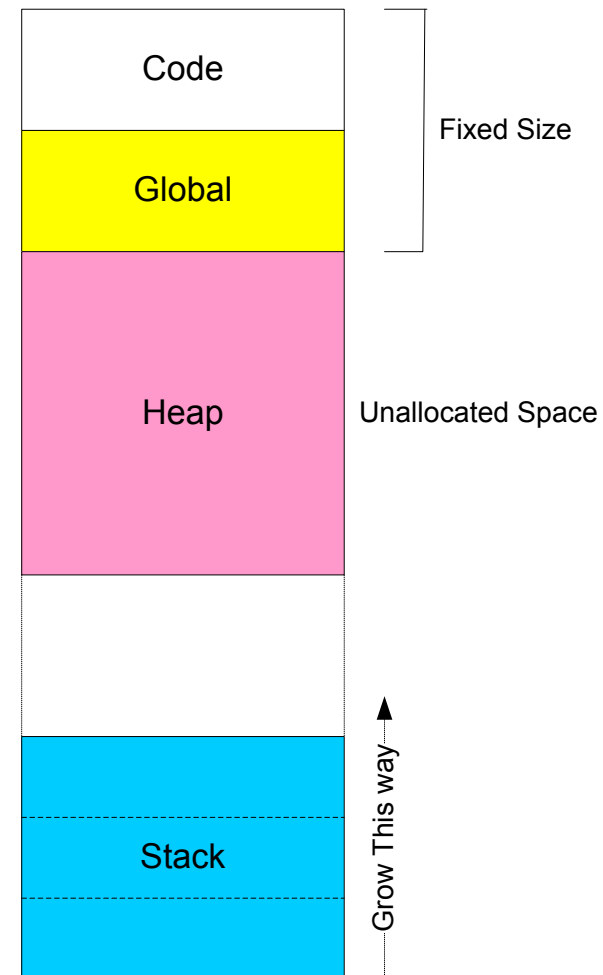 Code
Fixed Size
Global
Heap
Unallocated Space
Grow This way
Stack